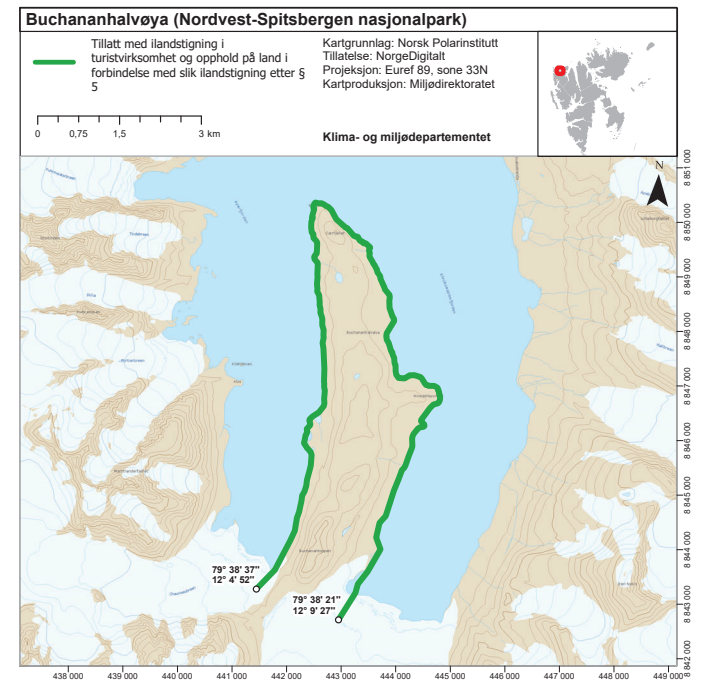 Buchananhalvøya (Nordvest-Spitsbergen nasjonalpark)
Tillatt med ilandstigning i
turistvirksomhet og opphold på land i
forbindelse med slik ilandstigning etter §
5
Kartgrunnlag: Norsk Polarinstitutt
Tillatelse: NorgeDigitalt
Projeksjon: Euref 89, sone 33N
Kartproduksjon: Miljødirektoratet
0 0,75 1,5 3 km
Klima- og miljødepartementet
N
8 851 000
8 850 000
8 849 000
8 848 000
8 847 000
8 846 000
8 845 000
8 844 000
8 843 000
8 842 000
Buchananhalvøya
Buchanantoppen
79° 38' 37"
12° 4' 52"
79° 38' 21"
12° 9' 27"
438 000 439 000 440 000 441 000 442 000 443 000 444 000 445 000 446 000 447 000 448 000 449 000